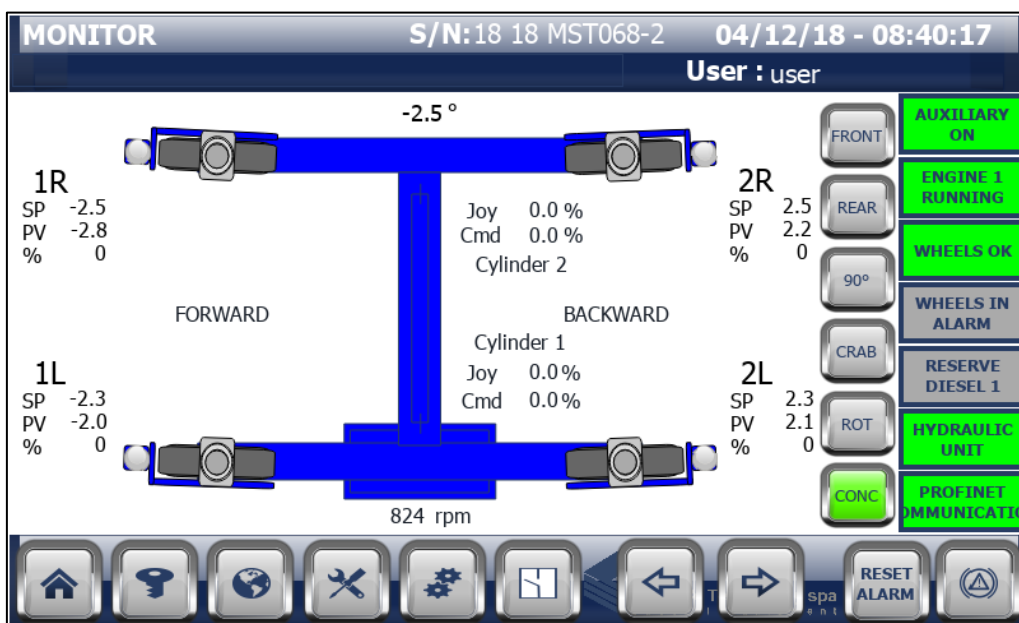 MONITOR S/N:18 18 MST068-2 04/12/18 - 08:40:17
User : user
-2.5 °
1R
SP -2.5
PV -2.8
% 0
2R
SP 2.5
PV 2.2
% 0
Joy 0.0 %
Cmd 0.0 %
Cylinder 2
FORWARD
BACKWARD
Cylinder 1
Joy 0.0 %
Cmd 0.0 %
1L
SP -2.3
PV -2.0
% 0
2L
SP 2.3
PV 2.1
% 0
824 rpm
FRONT
REAR
90°
CRAB
ROT
CONC
AUXILIARY
ON
ENGINE 1
RUNNING
WHEELS OK
WHEELS IN
ALARM
RESERVE
DIESEL 1
HYDRAULIC
UNIT
PROFINET
OMMUNICATI
spa
RESET
ALARM